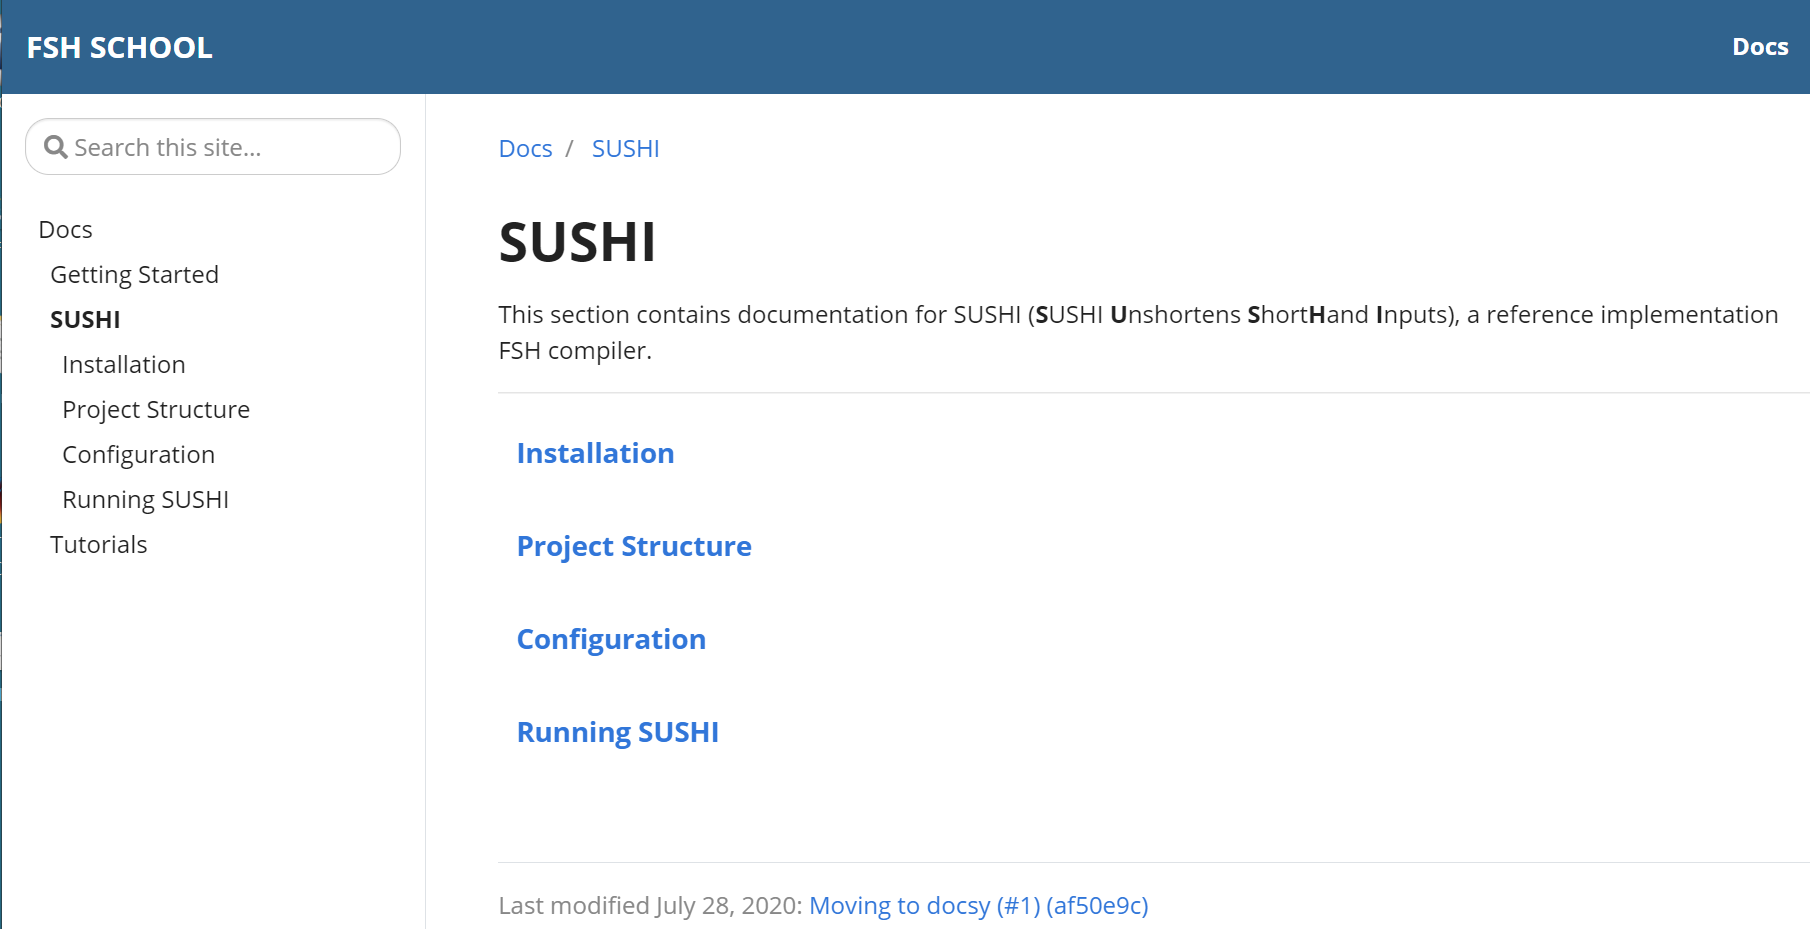 FSH SCHOOL
Docs
Search this site...
Docs
Getting Started
SUSHI
Installation
Project Structure
Configuration
Running SUSHI
Tutorials
Docs / SUSHI
SUSHI
This section contains documentation for SUSHI (SUSHI Unshortens ShortHand Inputs), a reference implementation
FSH compiler.
Installation
Project Structure
Configuration
Running SUSHI
Last modified July 28, 2020: Moving to docsy (#1) (af50e9c)